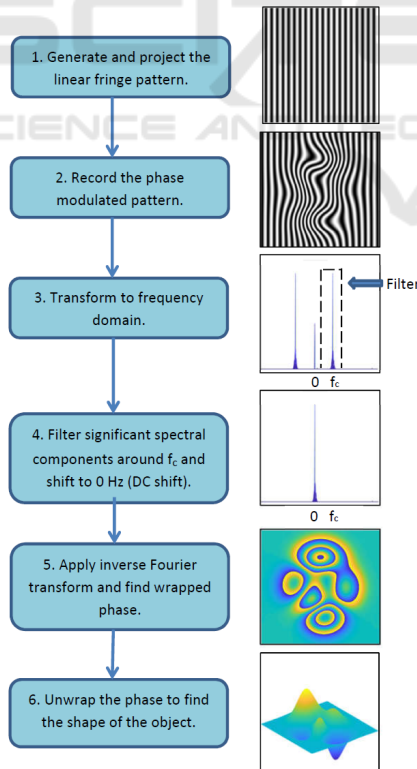 1. Generate and project the
linear fringe pattern.
2. Record the phase
modulated pattern.
3. Transform to frequency
domain.
Filter
0 fc
4. Filter significant spectral
components around fc and
shift to 0 Hz (DC shift).
0 fc
5. Apply inverse Fourier
transform and find wrapped
phase.
6. Unwrap the phase to find
the shape of the object.